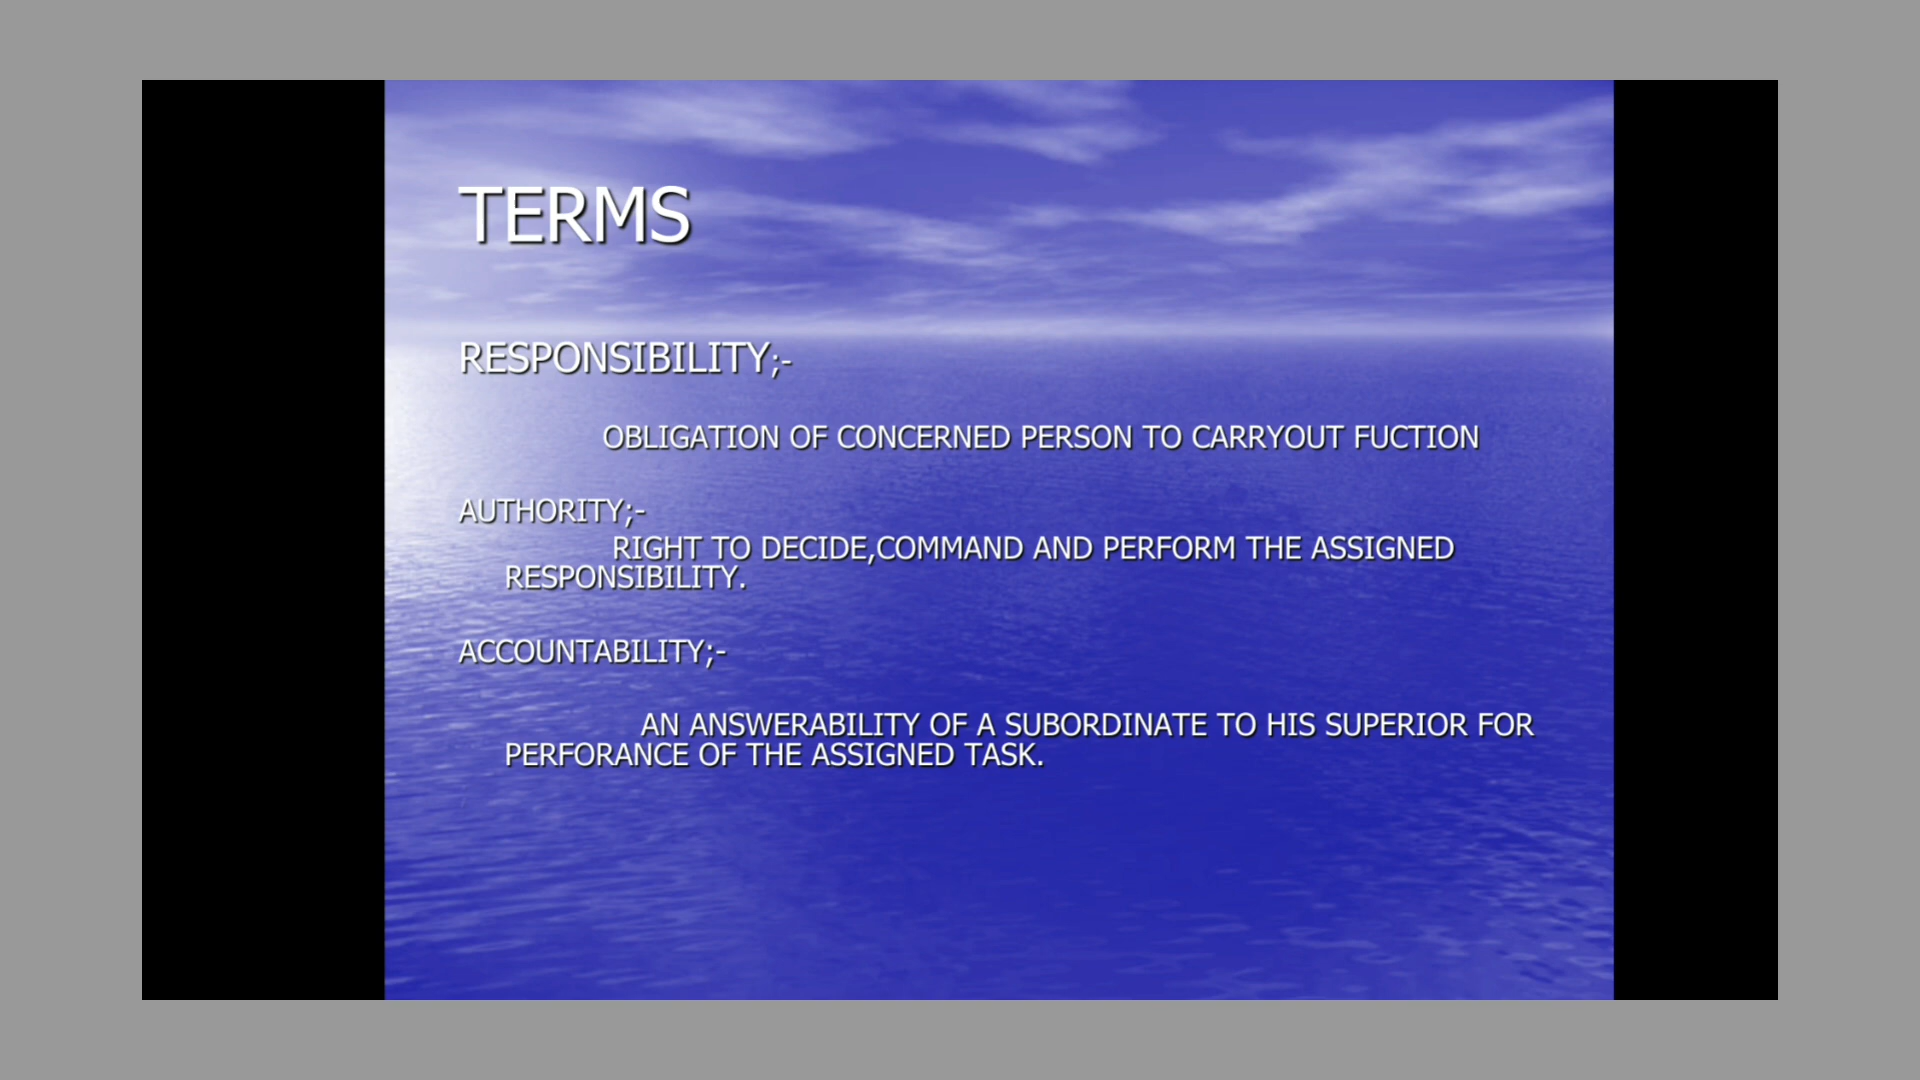 TERMS
RESPONSIBILITY;-
OBLIGATION OF CONCERNED PERSON TO CARRYOUT FUCTION
AUTHORITY;-
RIGHT TO DECIDE,COMMAND AND PERFORM THE ASSIGNED
RESPONSIBILITY.
ACCOUNTABILITY;-
AN ANSWERABILITY OF A SUBORDINATE TO HIS SUPERIOR FOR
PERFORANCE OF THE ASSIGNED TASK.